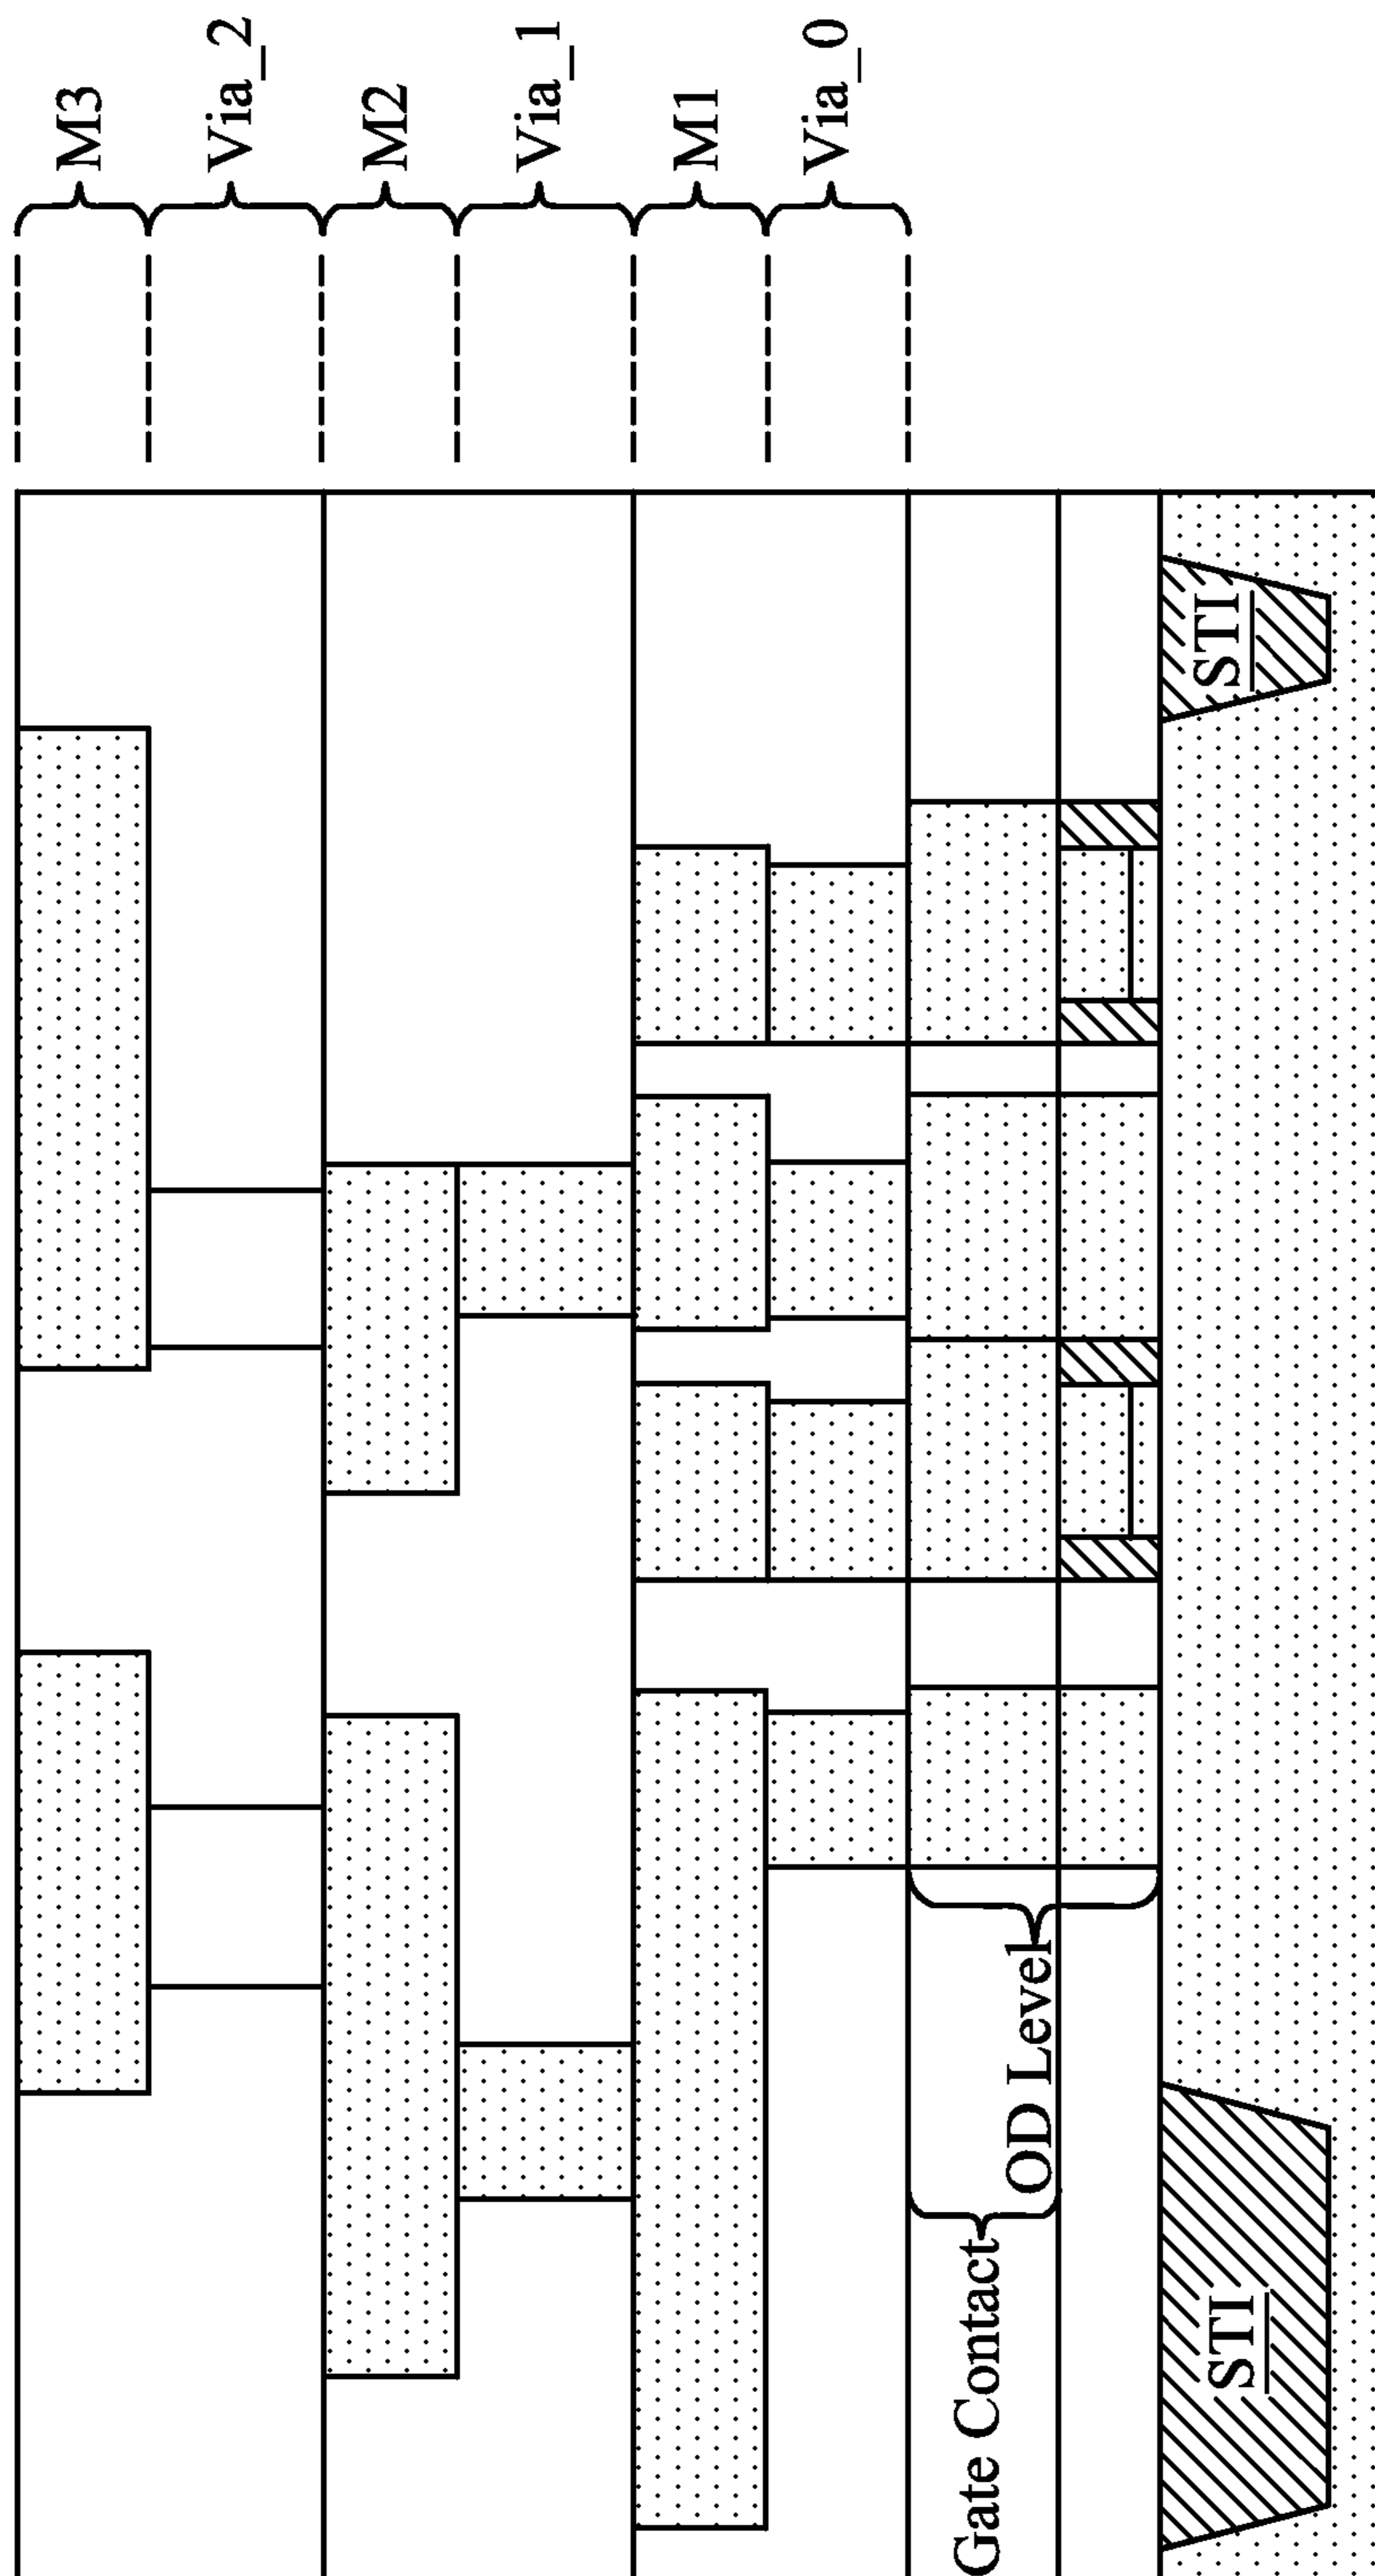 M3
Via_2
M2
Via_1
M1
Via_0
OD Level
Gate Contact
STI
STI